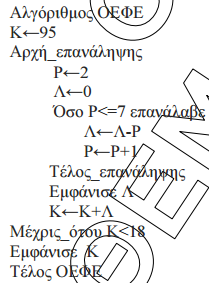 Αλγόριθμος ΟΕΦΕ
Κ←95
Αρχή_επανάληψης
Ρ←2
Λ←0
Όσο Ρ<=7 επανάλαβε
Λ←Λ-Ρ
Ρ←Ρ+1
Τέλος_επανάληψης
Εμφάνισε Λ
Κ←Κ+Λ
Μέχρις_ότου Κ<18
Εμφάνισε Κ
Τέλος ΟΕΦΕ